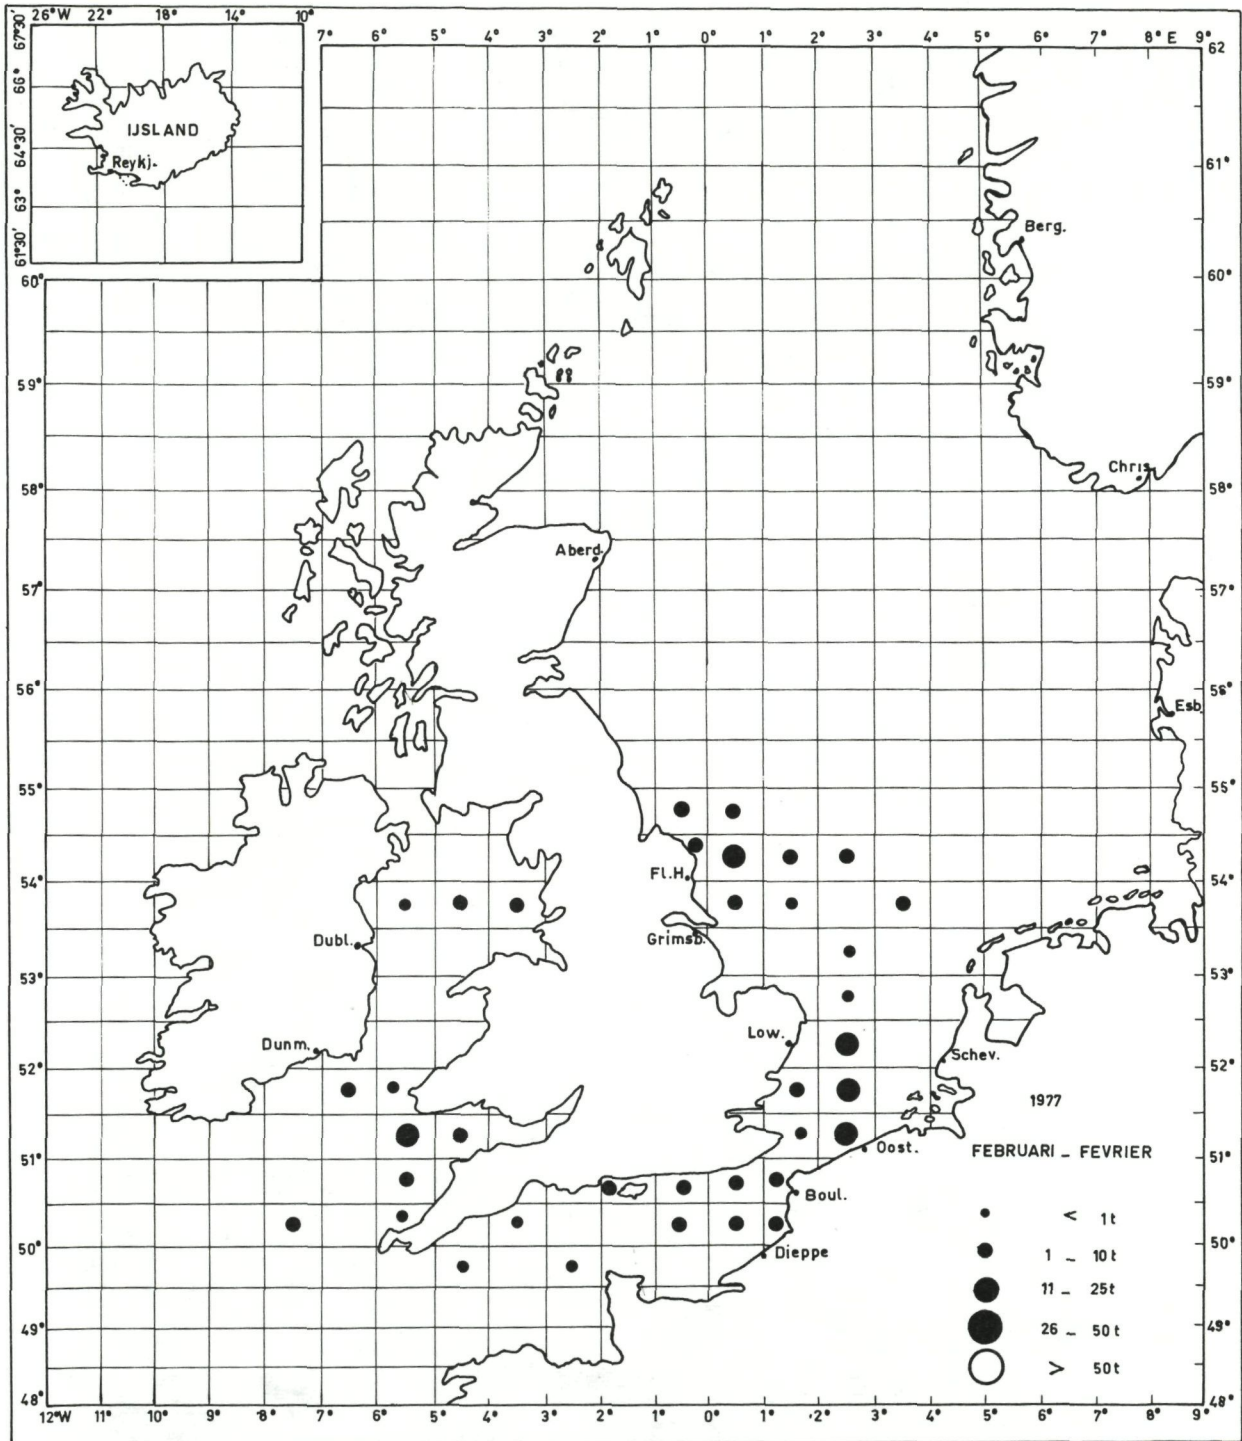 26°W 22° 18° 14° 10°
67°30'
66°
64°30'
63°
61°30'
IJSLAND
Reykj.
7° 6° 5° 4° 3° 2° 1° 0° 1° 2° 3° 4° 5° 6° 7° 8° E 9°
62
61°
60° 60°
59° 59°
58° 58°
57° 57°
56° 56°
55° 55°
54° 54°
53° 53°
52° 52°
51° 51°
50° 50°
49° 49°
48° 48°
Berg.
Chris
Aberd.
Esb
Fl.H.
Grimsb.
Dubl.
Dunm.
Low.
Schev.
Oost.
Boul.
Dieppe
1977
FEBRUARI _ FEVRIER
< 1t
1 _ 10t
11 _ 25t
26 _ 50t
> 50t
12°W 11° 10° 9° 8° 7° 6° 5° 4° 3° 2° 1° 0° 1° 2° 3° 4° 5° 6° 7° 8° 9°